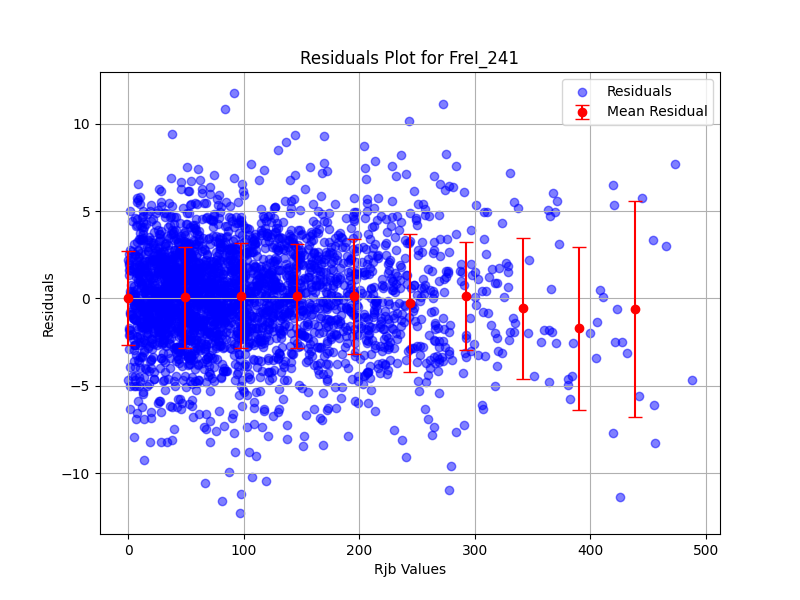 Residuals Plot for FreI_241
Residuals
Mean Residual
10
5
0
−5
−10
Residuals
0
100
200
300
400
500
Rjb Values